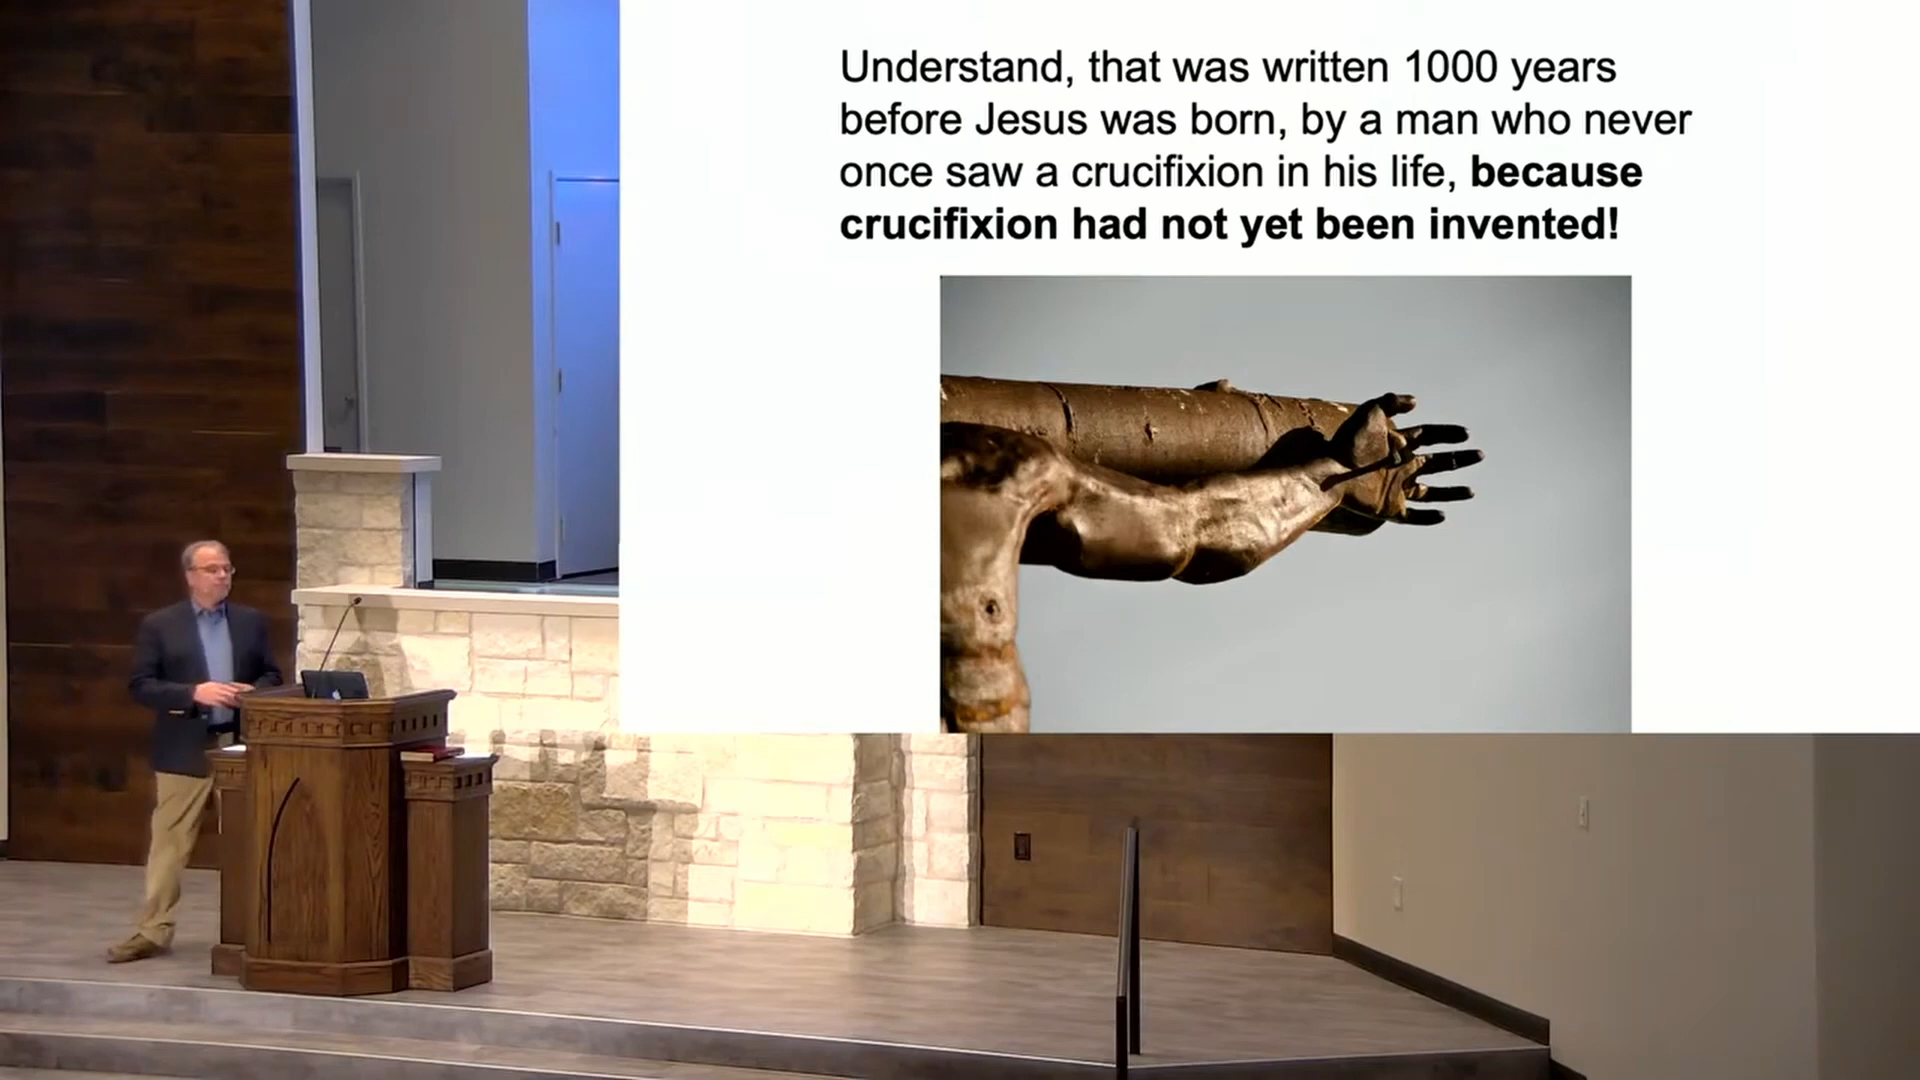 Understand, that was written 1000 years
before Jesus was born, by a man who never
once saw a crucifixion in his life, because
crucifixion had not yet been invented!